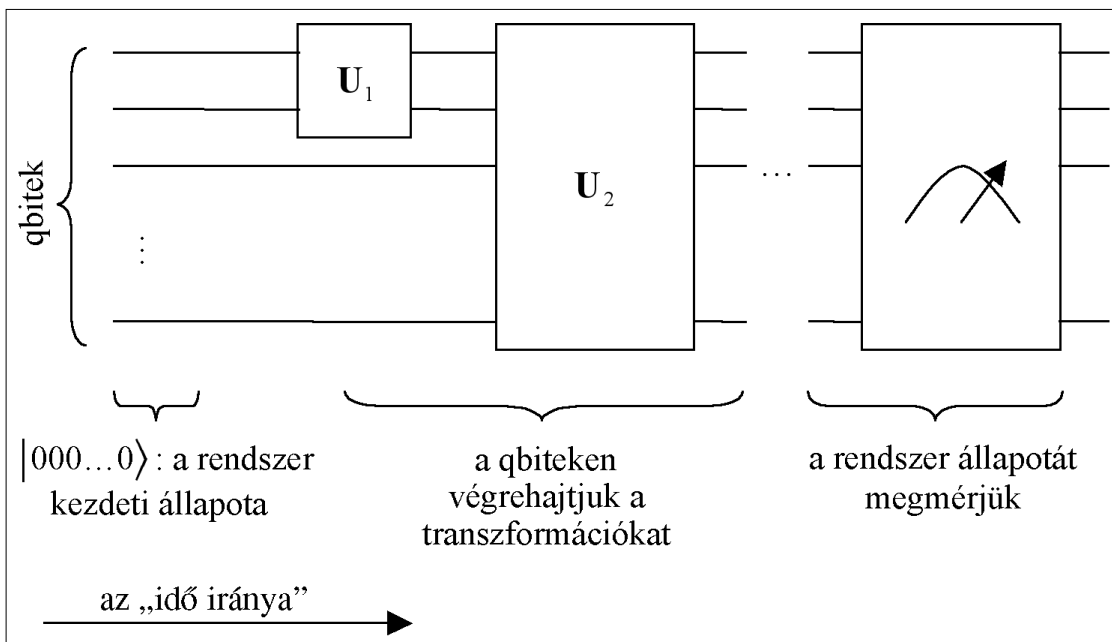 qbitek
U₁
U₂
⋮
...
|000...0⟩: a rendszer
kezdeti állapota
a qbiteken
végrehajtjuk a
transzformációkat
a rendszer állapotát
megmérjük
az „idő iránya”